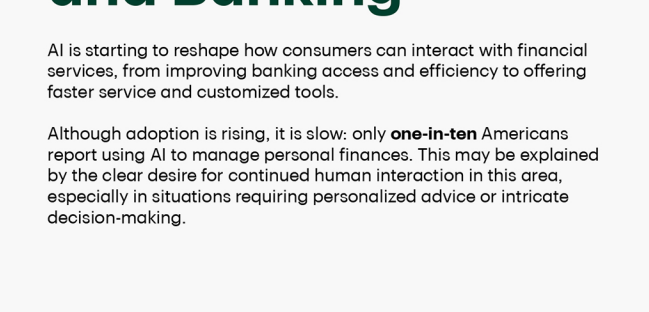 and Banking
AI is starting to reshape how consumers can interact with financial
services, from improving banking access and efficiency to offering
faster service and customized tools.
Although adoption is rising, it is slow: only one-in-ten Americans
report using AI to manage personal finances. This may be explained
by the clear desire for continued human interaction in this area,
especially in situations requiring personalized advice or intricate
decision-making.